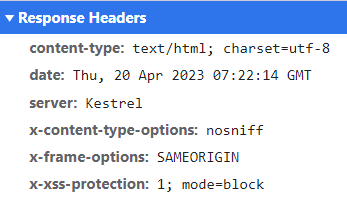 Response Headers
content-type: text/html; charset=utf-8
date: Thu, 20 Apr 2023 07:22:14 GMT
server: Kestrel
x-content-type-options: nosniff
x-frame-options: SAMEORIGIN
x-xss-protection: 1; mode=block